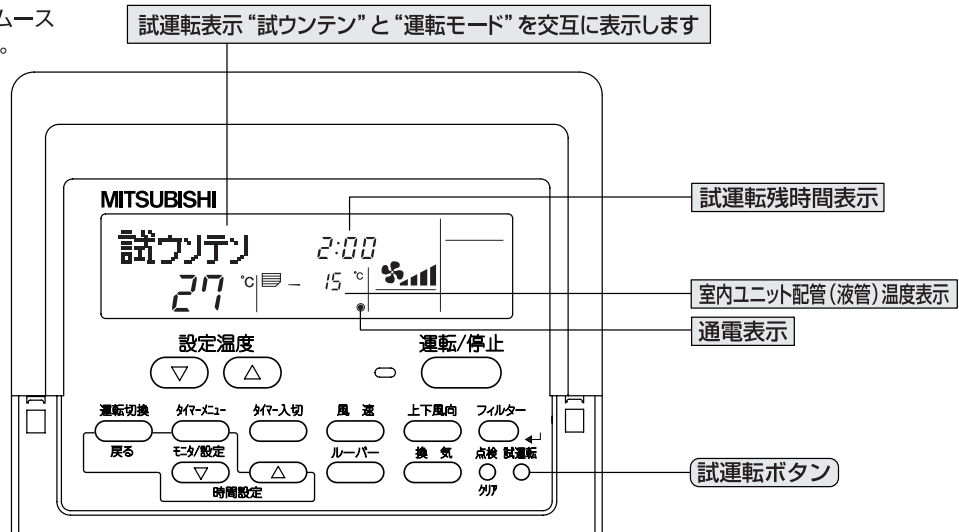 ムース
。
試運転表示 “試ウンテン” と “運転モード” を交互に表示します
MITSUBISHI
試ウンテン 2:00
27 ℃ – 15 ℃
試運転残時間表示
室内ユニット配管(液管)温度表示
通電表示
設定温度 運転/停止
▽ △
運転切換 タイマーメニュー タイマー入切 風 速 上下風向 フィルター
戻る モニタ/設定 ルーバー 換 気 点検 試運転
▽ △
時間設定 クリア
試運転ボタン